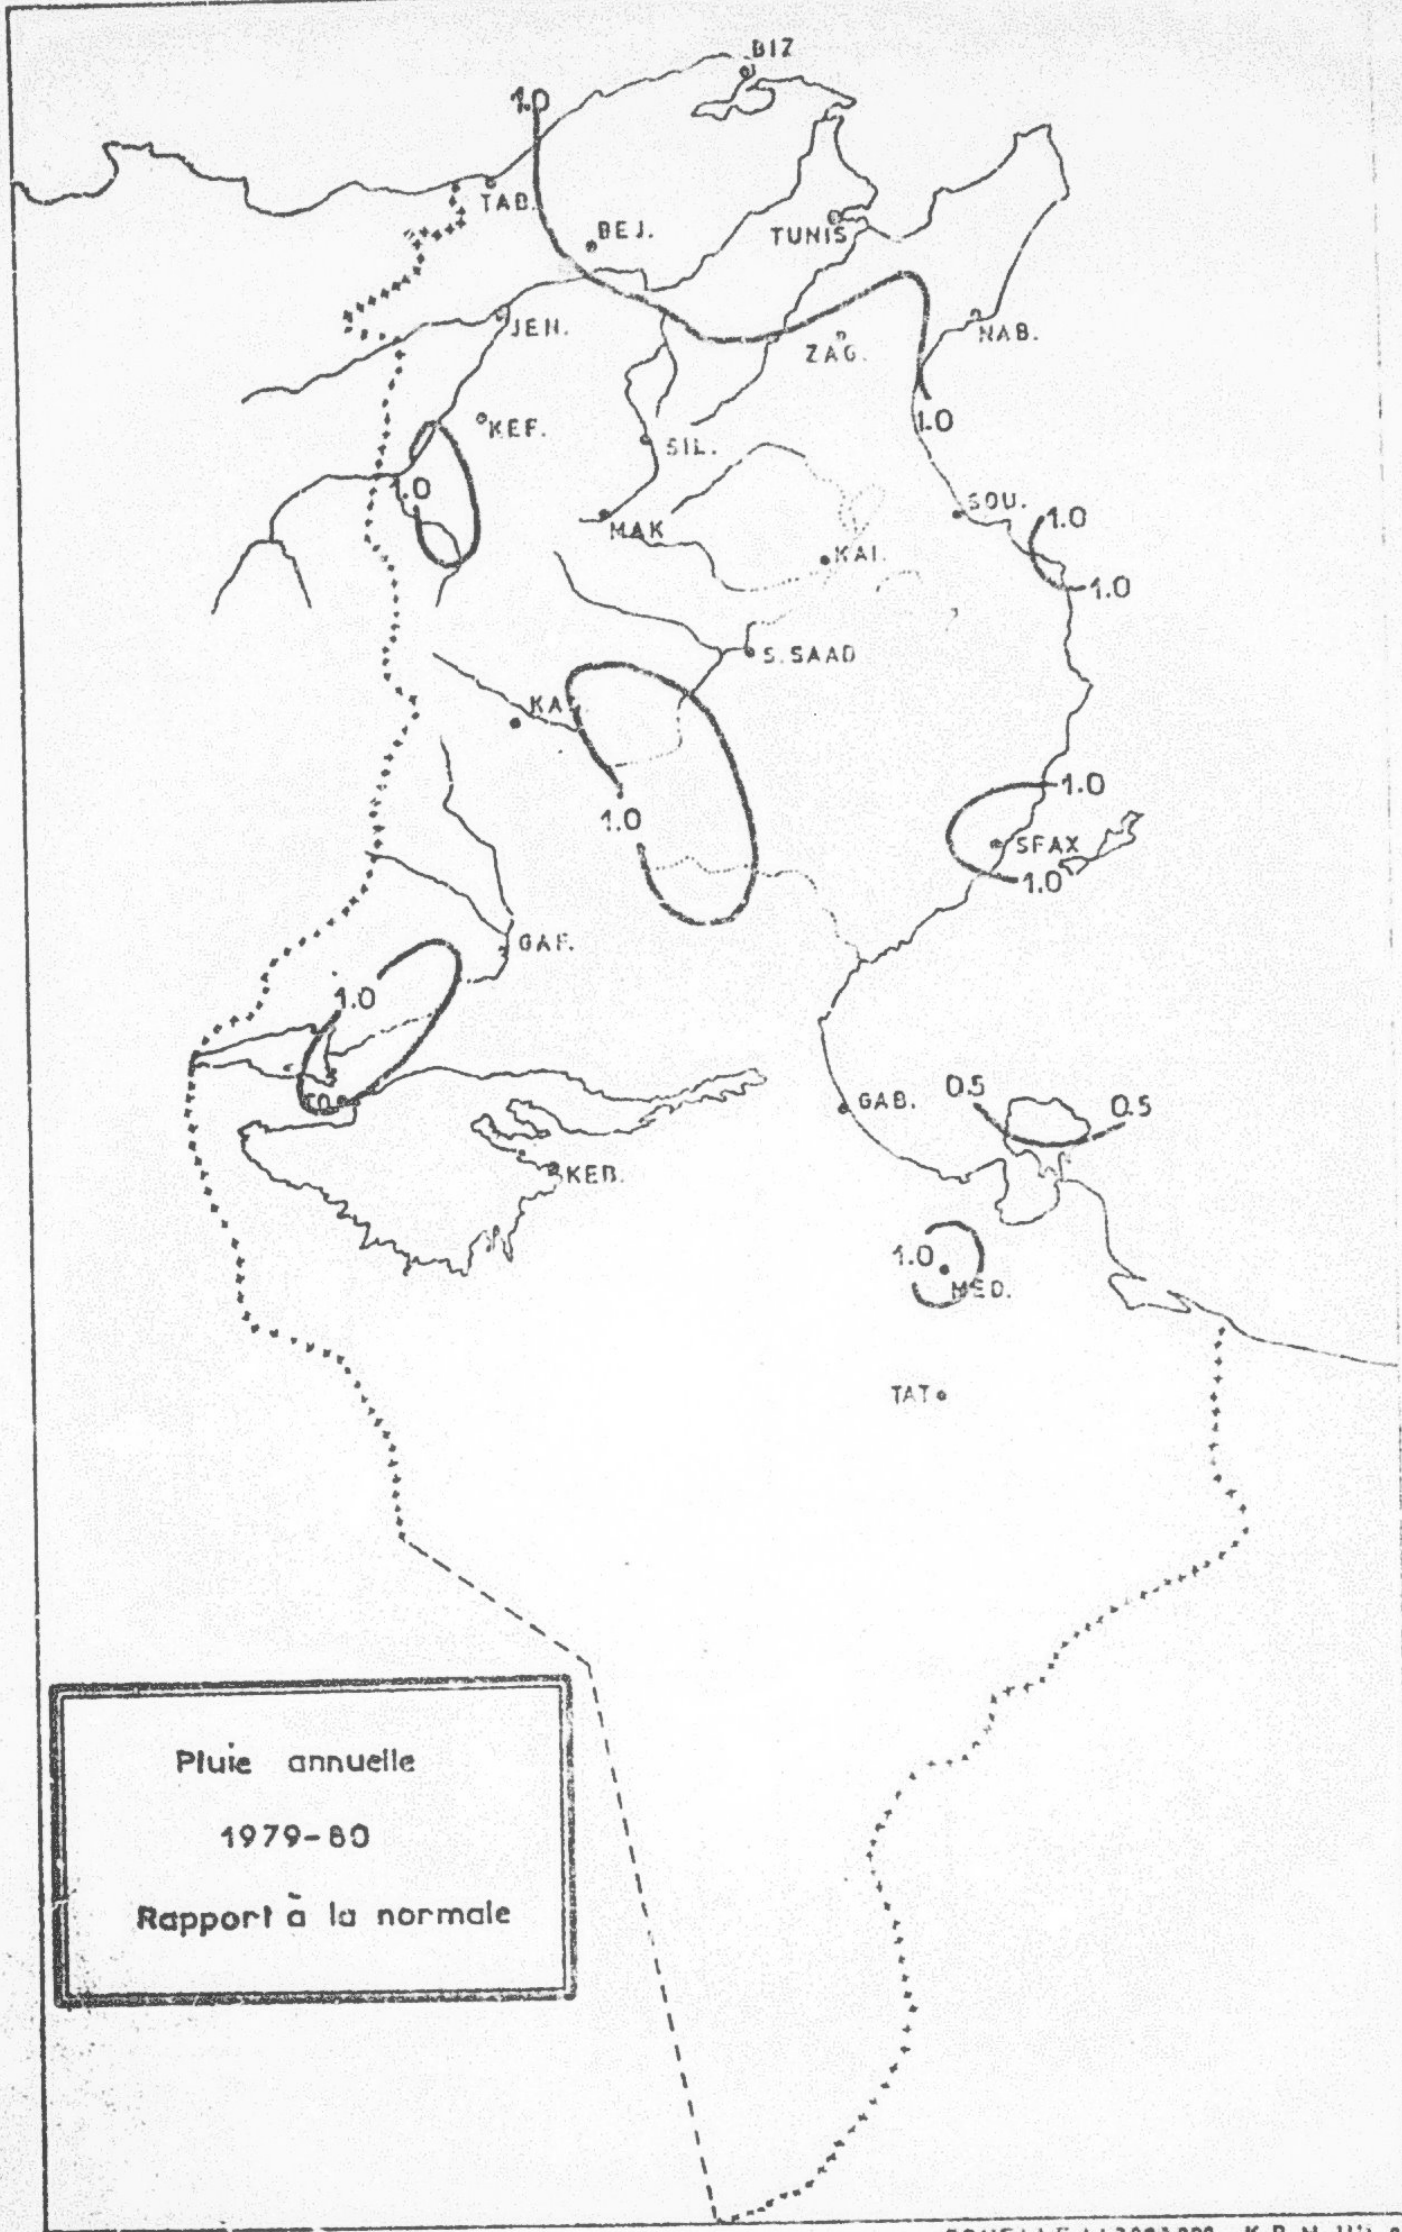 BIZ
1.0
TAB.
BEJ.
TUNIS
JEN.
NAB.
ZAG.
KEF.
1.0
SIL.
1.0
SOU.
1.0
MAK
KAI.
1.0
S.SAAD
KA
1.0
1.0
SFAX
1.0
GAF.
1.0
TO
0.5
0.5
GAB.
KEB.
1.0
MED.
TAT
Pluie annuelle
1979-80
Rapport à la normale